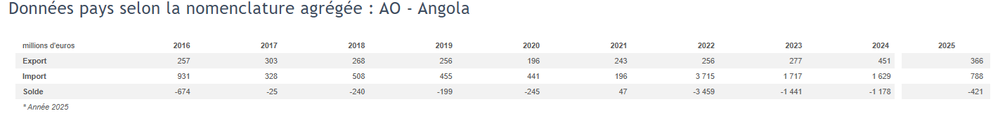 Données pays selon la nomenclature agrégée : AO - Angola
millions d'euros 2016 2017 2018 2019 2020 2021 2022 2023 2024 2025
Export 257 303 268 256 196 243 256 277 451 366
Import 931 328 508 455 441 196 3 715 1 717 1 629 788
Solde -674 -25 -240 -199 -245 47 -3 459 -1 441 -1 178 -421
* Année 2025